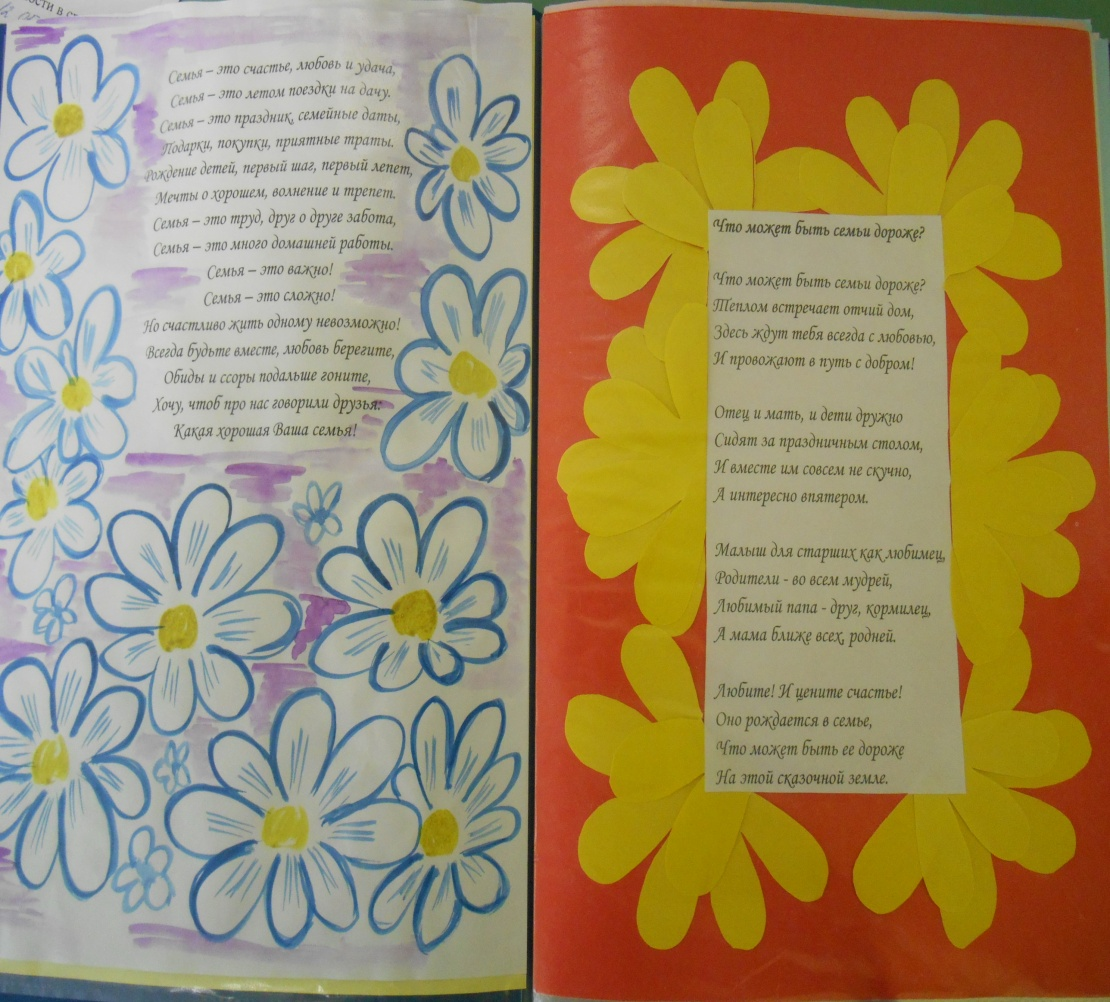 ости в ст
Семья – это счастье, любовь и удача,
Семья – это летом поездки на дачу.
Семья – это праздник, семейные даты,
Подарки, покупки, приятные траты.
Рождение детей, первый шаг, первый лепет,
Мечты о хорошем, волнение и трепет.
Семья – это труд, друг о друге забота,
Семья – это много домашней работы.
Семья – это важно!
Семья – это сложно!
Но счастливо жить одному невозможно!
Всегда будьте вместе, любовь берегите,
Обиды и ссоры подальше гоните,
Хочу, чтоб про нас говорили друзья:
Какая хорошая Ваша семья!
Что может быть семьи дороже?
Что может быть семьи дороже?
Теплом встречает отчий дом,
Здесь ждут тебя всегда с любовью,
И провожают в путь с добром!
Отец и мать, и дети дружно
Сидят за праздничным столом,
И вместе им совсем не скучно,
А интересно впятером.
Малыш для старших как любимец,
Родители - во всем мудрей,
Любимый папа - друг, кормилец,
А мама ближе всех, родней.
Любите! И цените счастье!
Оно рождается в семье,
Что может быть ее дороже
На этой сказочной земле.